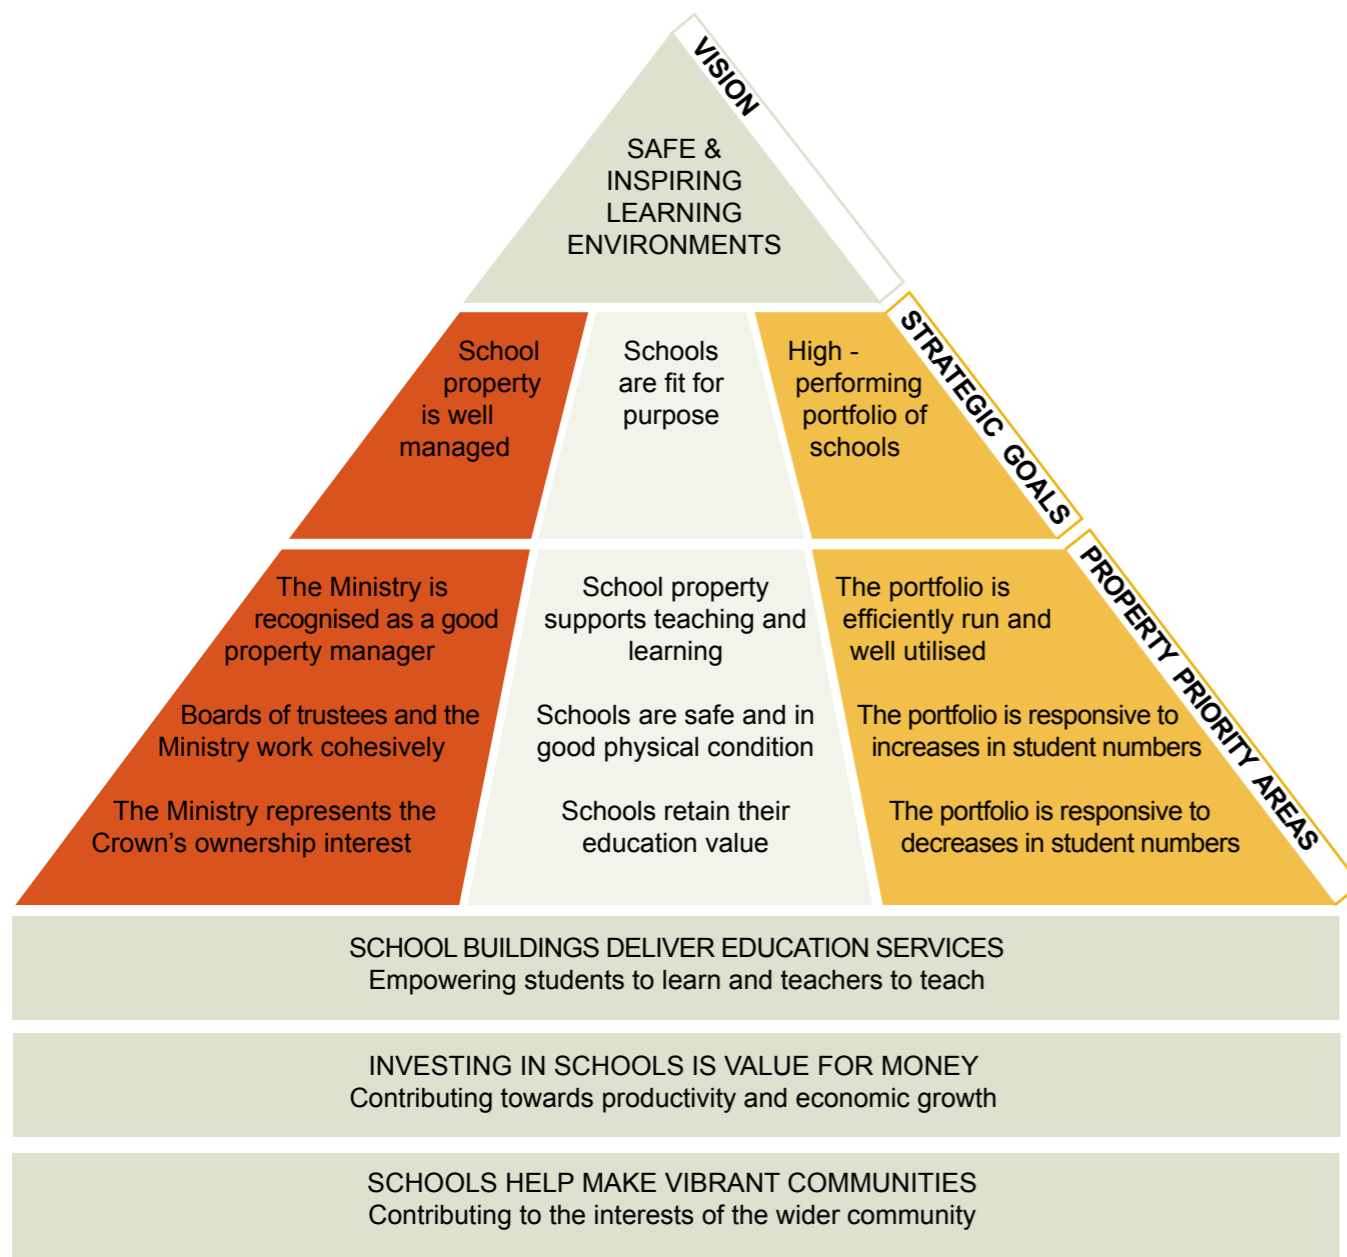 VISION
SAFE &
INSPIRING
LEARNING
ENVIRONMENTS
STRATEGIC GOALS
School
property
is well
managed
Schools
are fit for
purpose
High -
performing
portfolio of
schools
PROPERTY PRIORITY AREAS
The Ministry is
recognised as a good
property manager
Boards of trustees and the
Ministry work cohesively
The Ministry represents the
Crown’s ownership interest
School property
supports teaching and
learning
Schools are safe and in
good physical condition
Schools retain their
education value
The portfolio is
efficiently run and
well utilised
The portfolio is responsive to
increases in student numbers
The portfolio is responsive to
decreases in student numbers
SCHOOL BUILDINGS DELIVER EDUCATION SERVICES
Empowering students to learn and teachers to teach
INVESTING IN SCHOOLS IS VALUE FOR MONEY
Contributing towards productivity and economic growth
SCHOOLS HELP MAKE VIBRANT COMMUNITIES
Contributing to the interests of the wider community